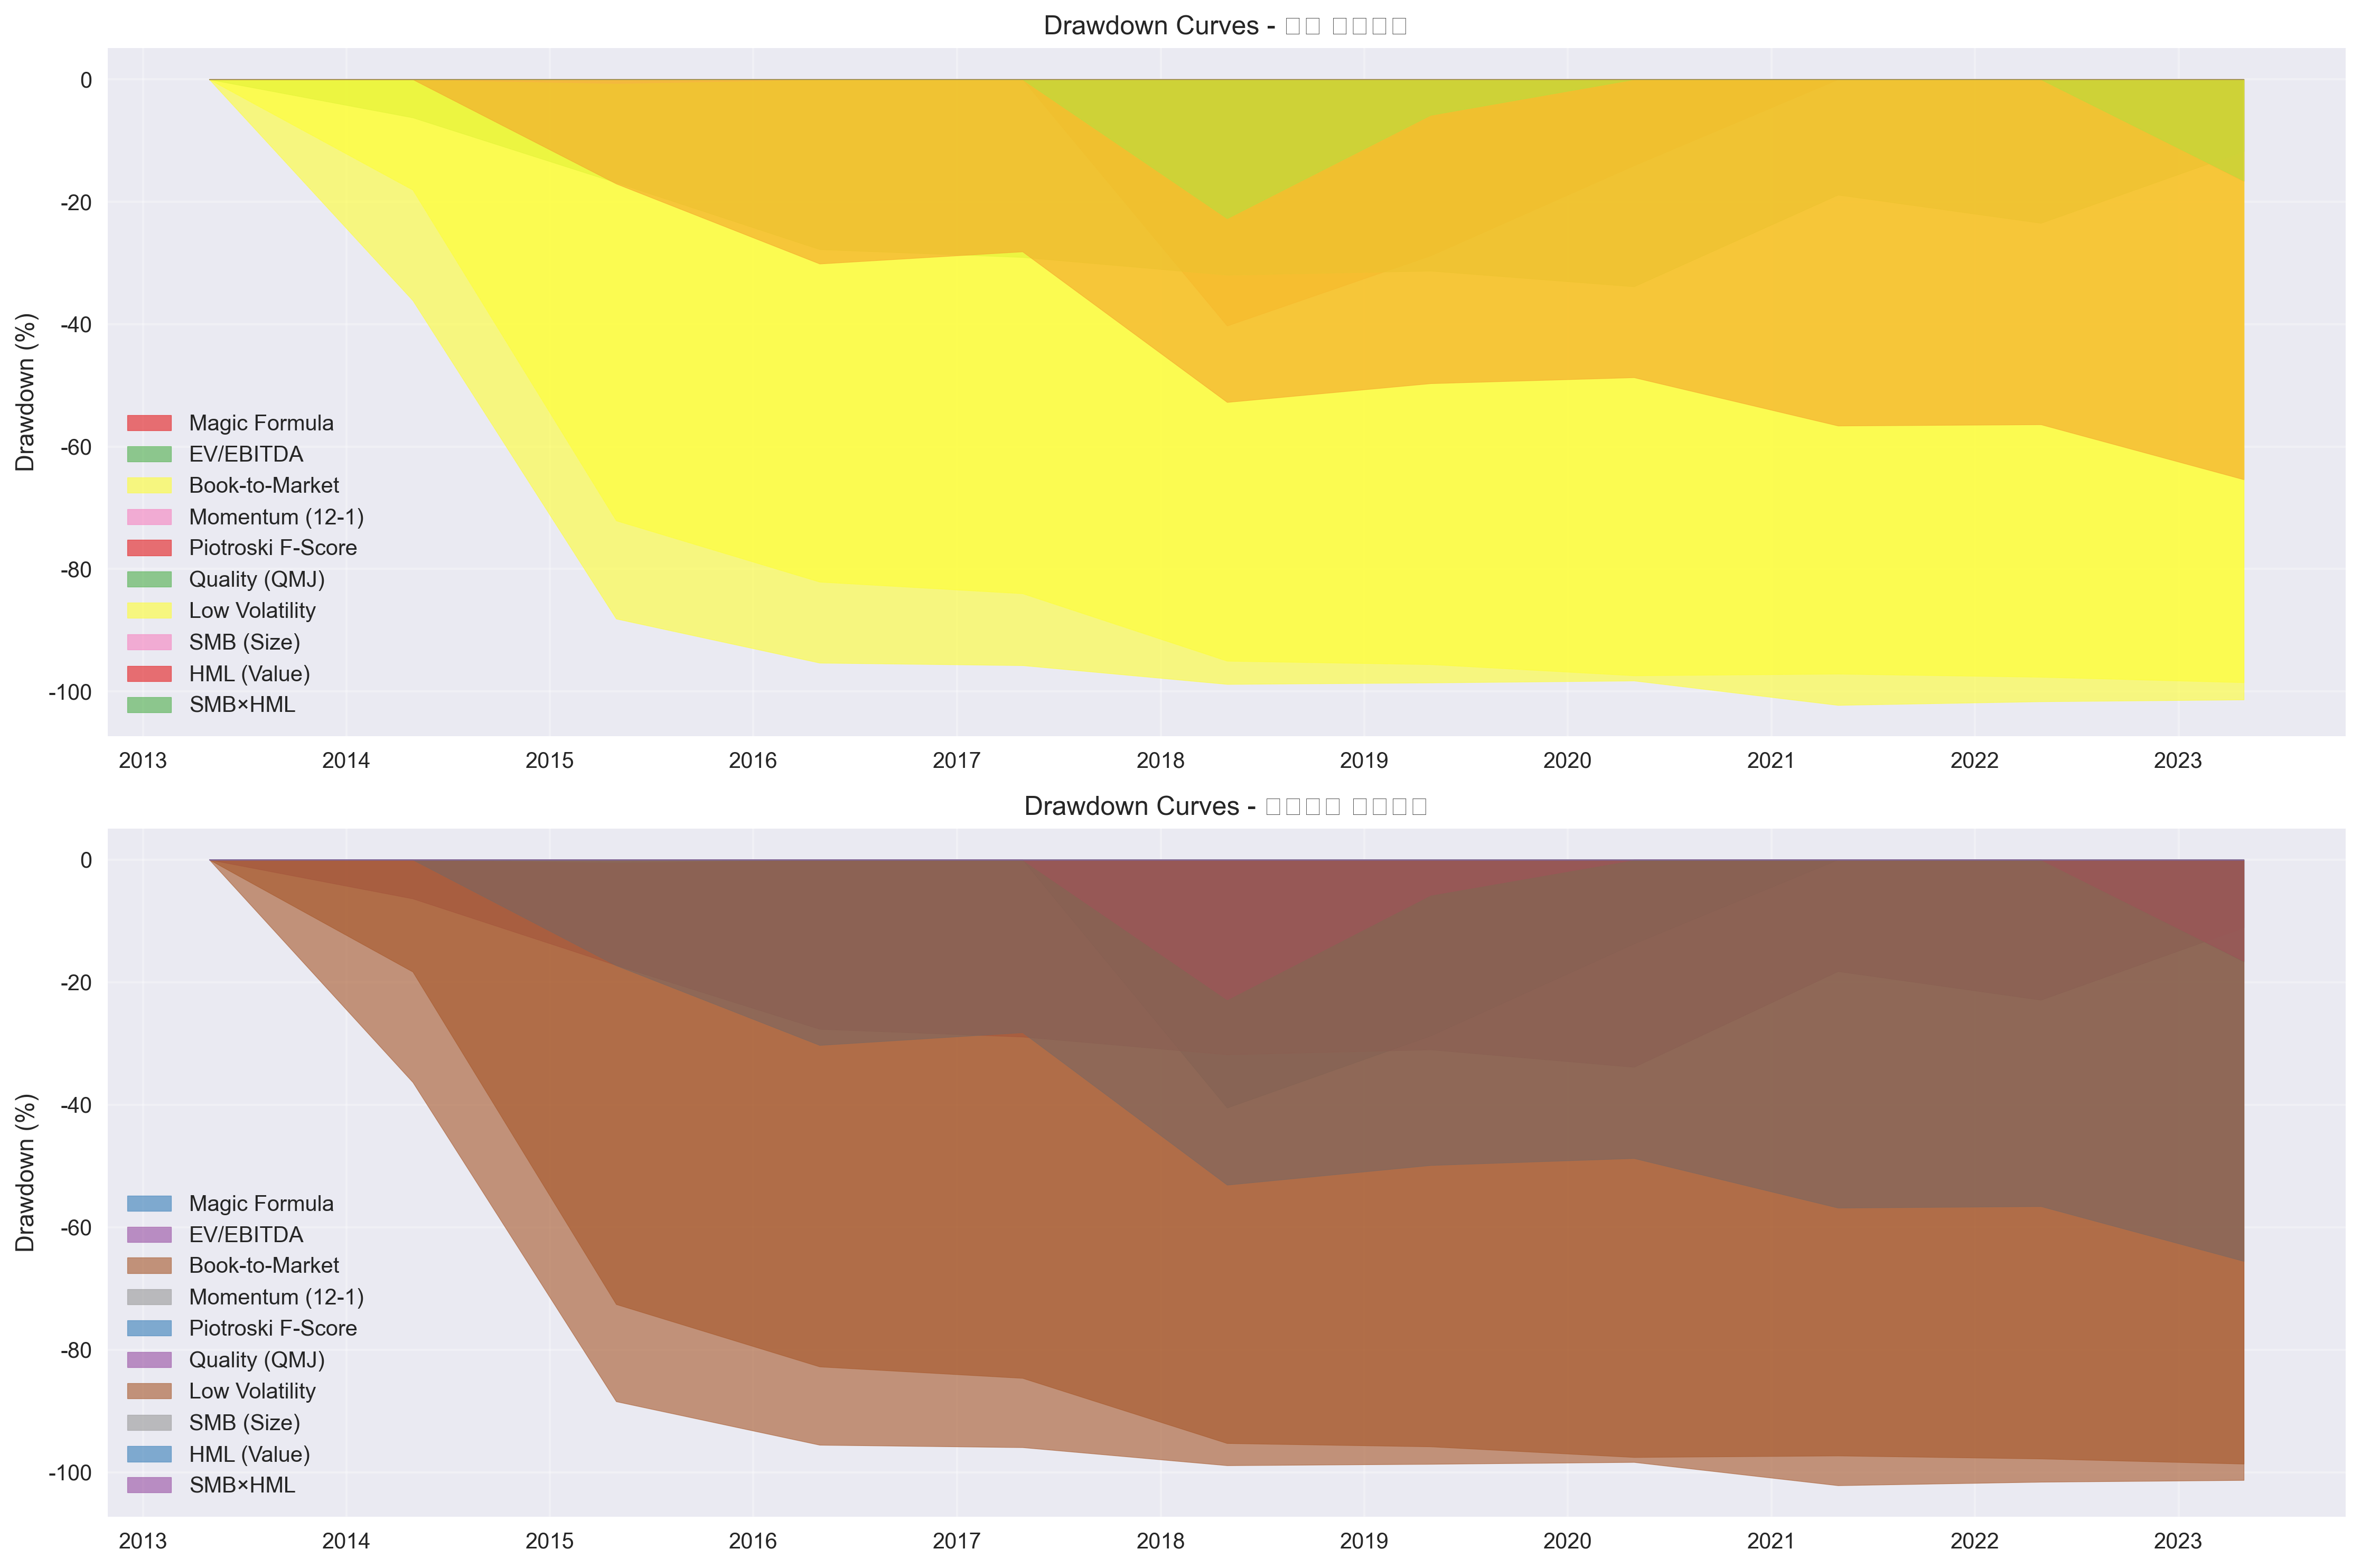 Drawdown Curves -
Drawdown (%)
0
-20
-40
-60
-80
-100
Magic Formula
EV/EBITDA
Book-to-Market
Momentum (12-1)
Piotroski F-Score
Quality (QMJ)
Low Volatility
SMB (Size)
HML (Value)
SMB×HML
2013 2014 2015 2016 2017 2018 2019 2020 2021 2022 2023
Drawdown Curves -
Drawdown (%)
0
-20
-40
-60
-80
-100
Magic Formula
EV/EBITDA
Book-to-Market
Momentum (12-1)
Piotroski F-Score
Quality (QMJ)
Low Volatility
SMB (Size)
HML (Value)
SMB×HML
2013 2014 2015 2016 2017 2018 2019 2020 2021 2022 2023